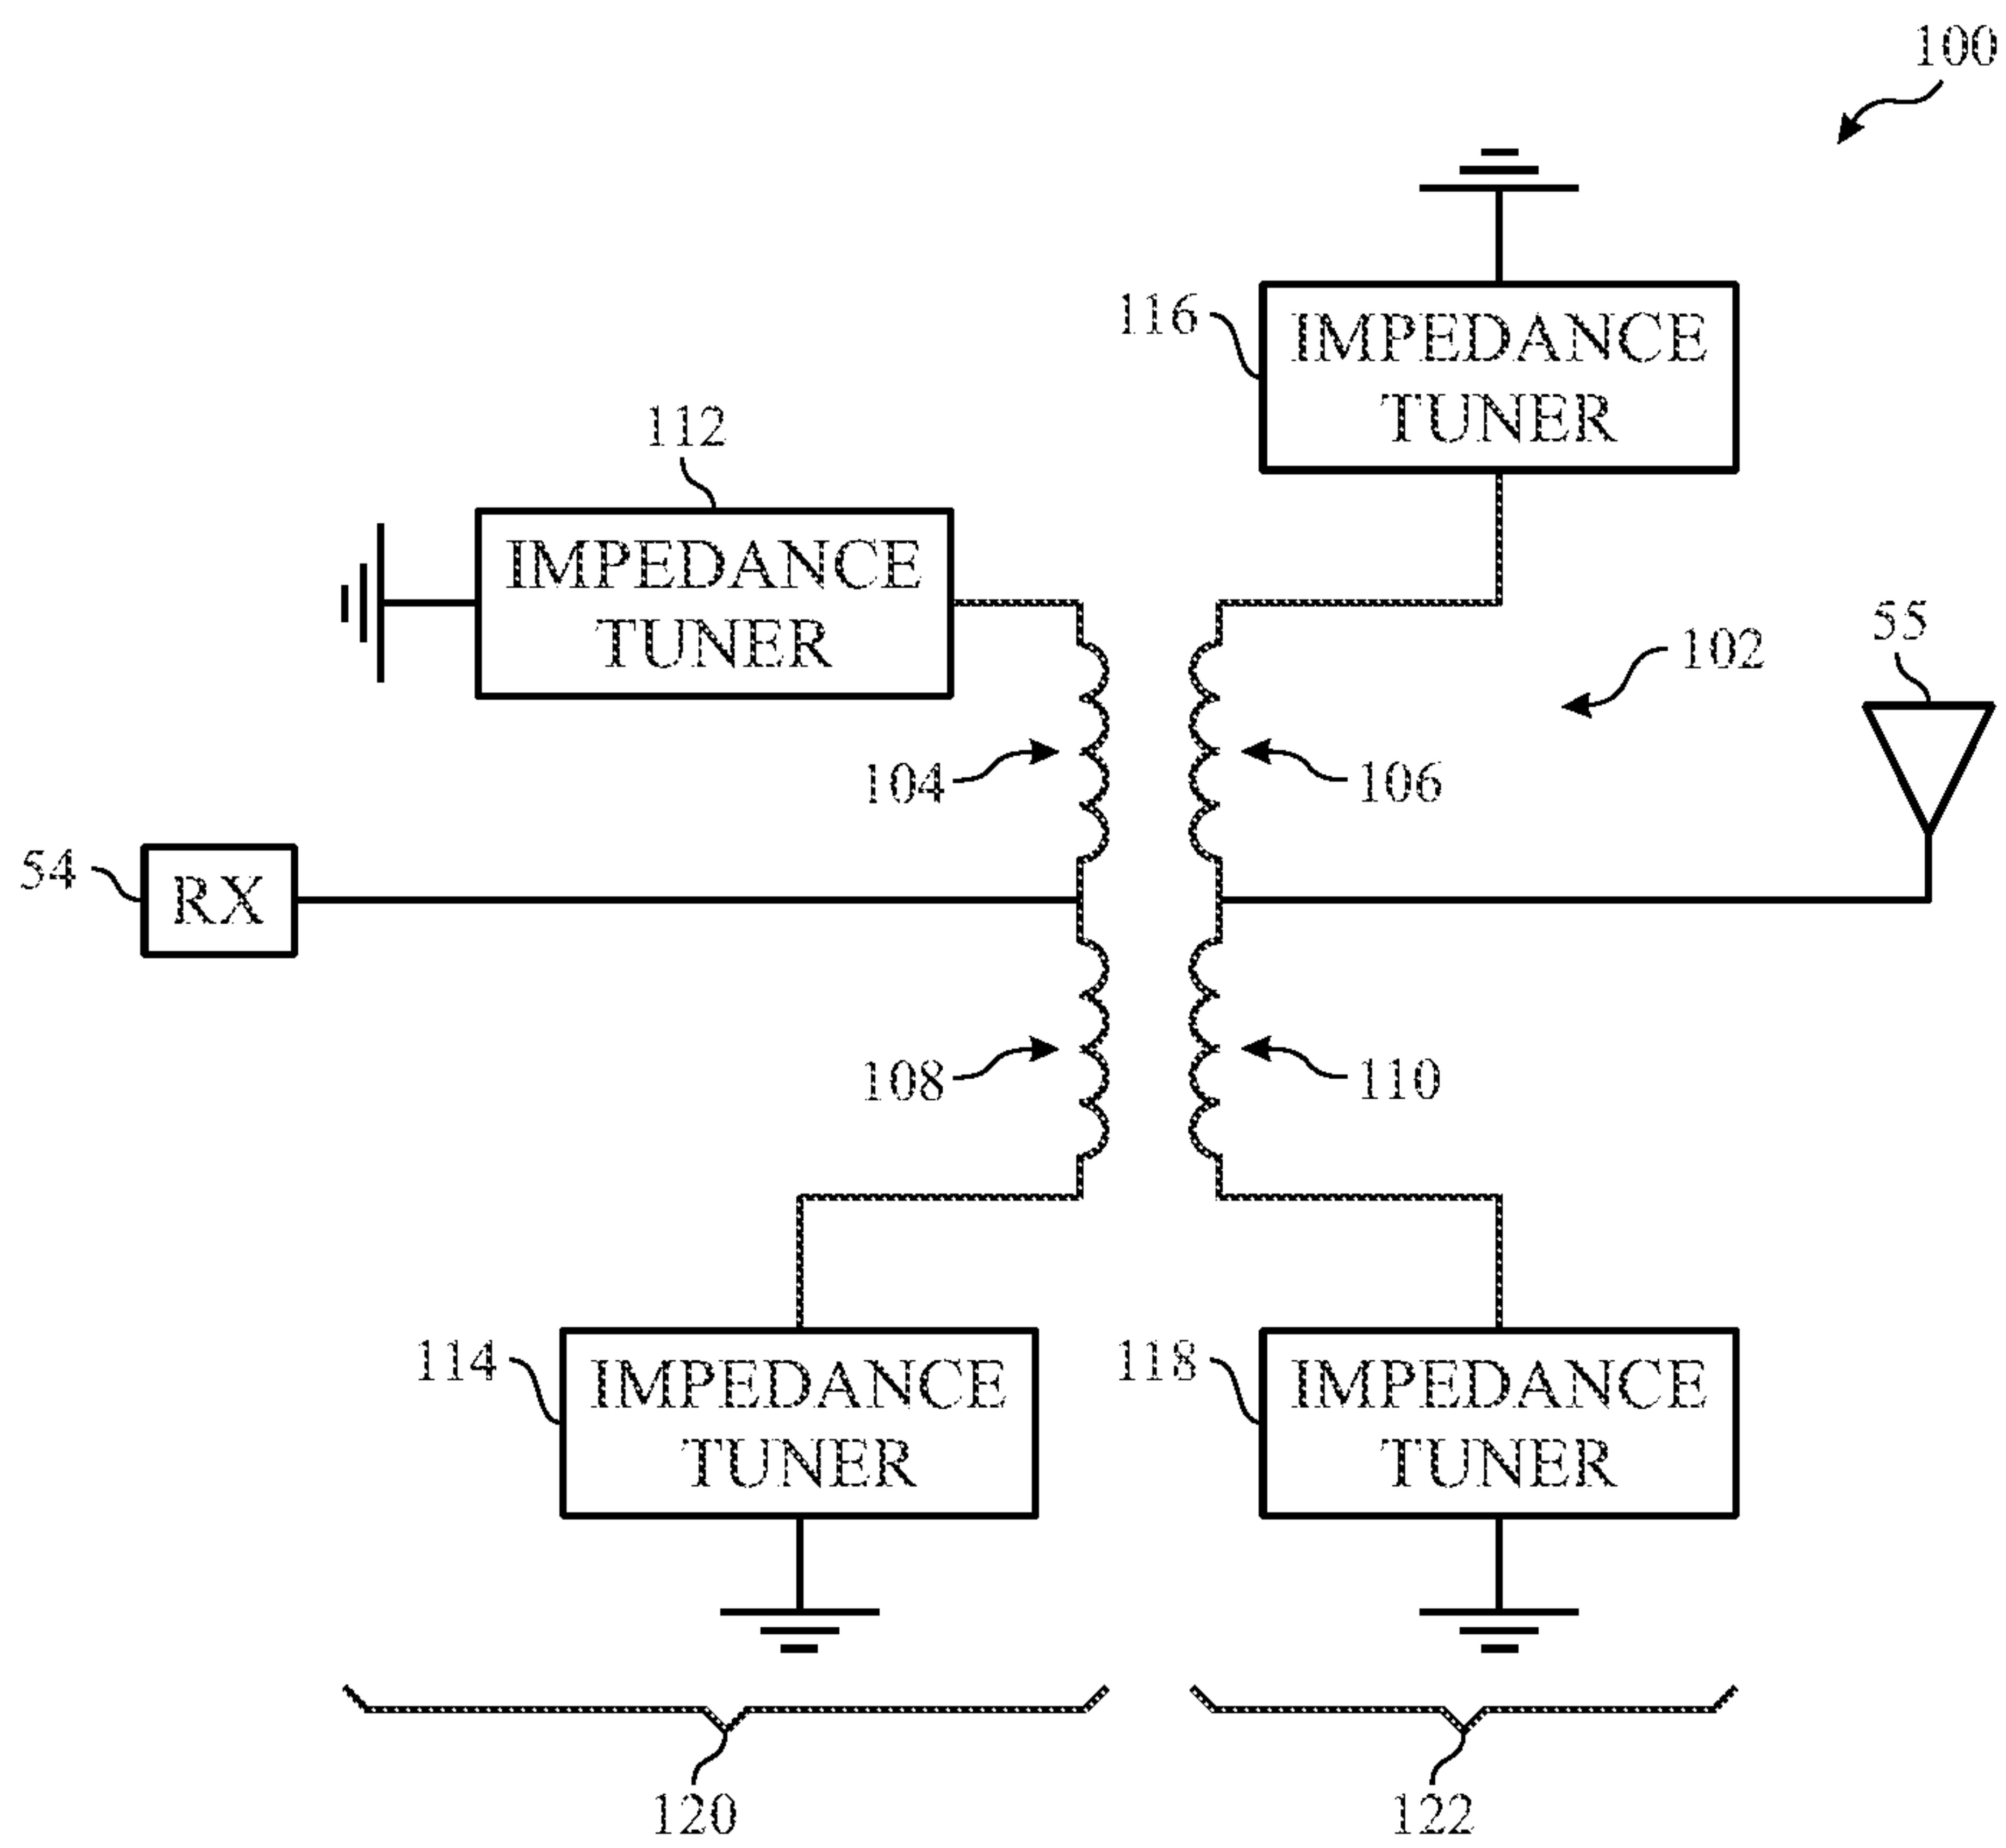 100
116
IMPEDANCE
TUNER
112
IMPEDANCE
TUNER
55
102
104
106
54
RX
108
110
114
IMPEDANCE
TUNER
118
IMPEDANCE
TUNER
120
122